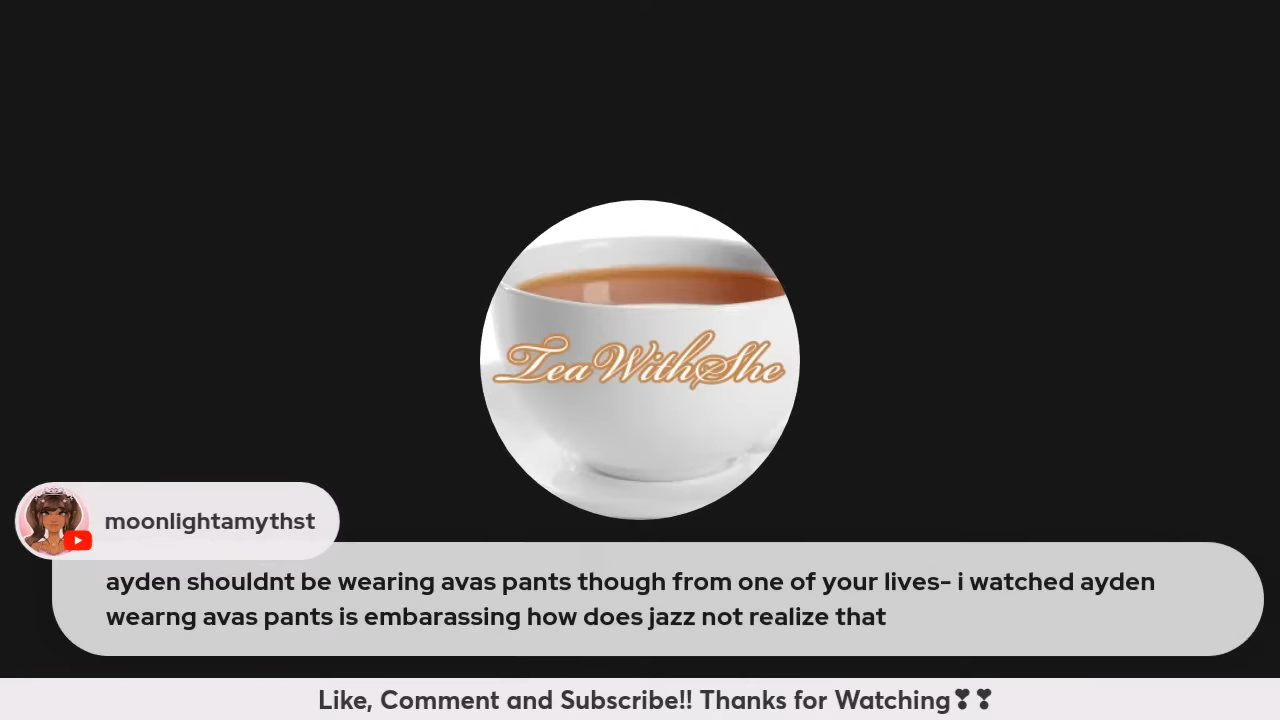 TeaWithShe
moonlightamythst
ayden shouldnt be wearing avas pants though from one of your lives- i watched ayden
wearng avas pants is embarassing how does jazz not realize that
Like, Comment and Subscribe!! Thanks for Watching❣❣